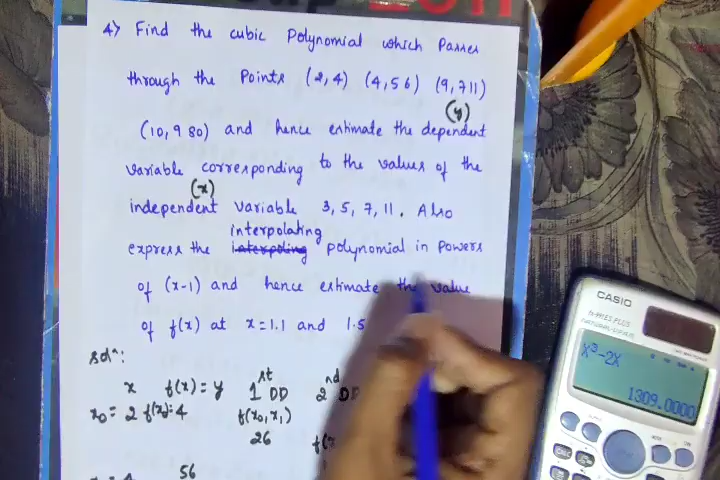 4) Find the cubic Polynomial which Passes
through the Points (2,4) (4,56) (9,711)
(y)
(10,980) and hence estimate the dependent
variable corresponding to the values of the
(x)
independent variable 3, 5, 7, 11. Also
interpolating
express the polynomial in Powers
of (x-1) and hence estimate the value
of f(x) at x=1.1 and 1.5
solⁿ:
x f(x)=y 1st DD 2nd DD
x₀= 2 f(x₀)=4 f(x₀,x₁)
26
56
CASIO
X³-2X
1309.0000